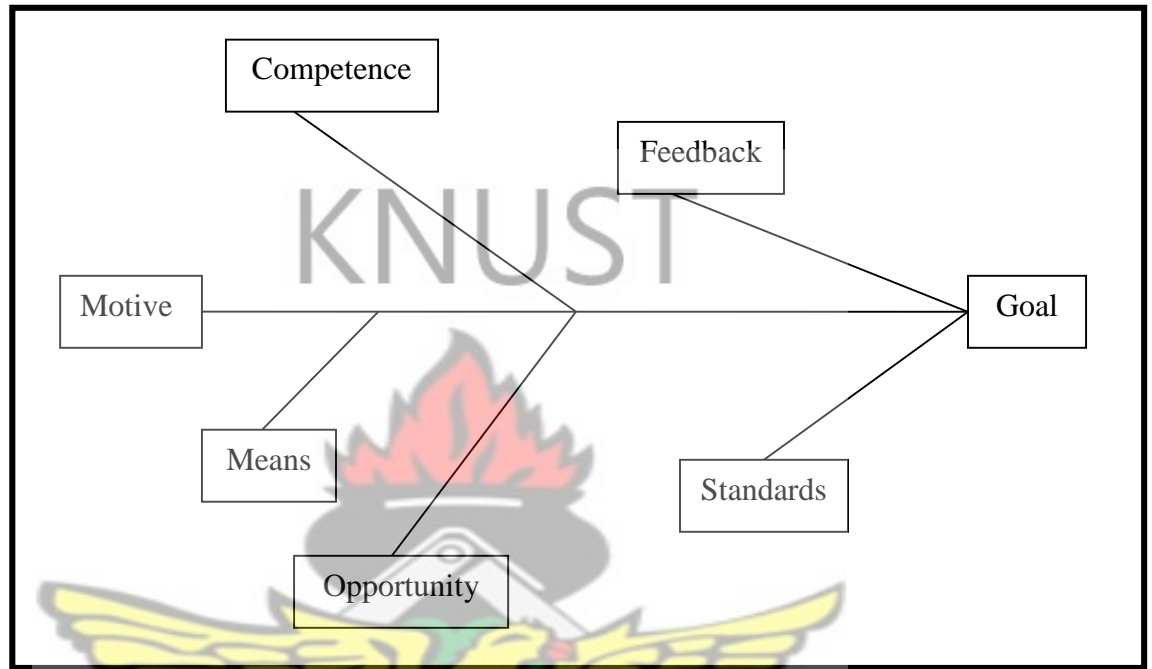 Competence
Feedback
KNUST
Motive
Goal
Means
Standards
Opportunity